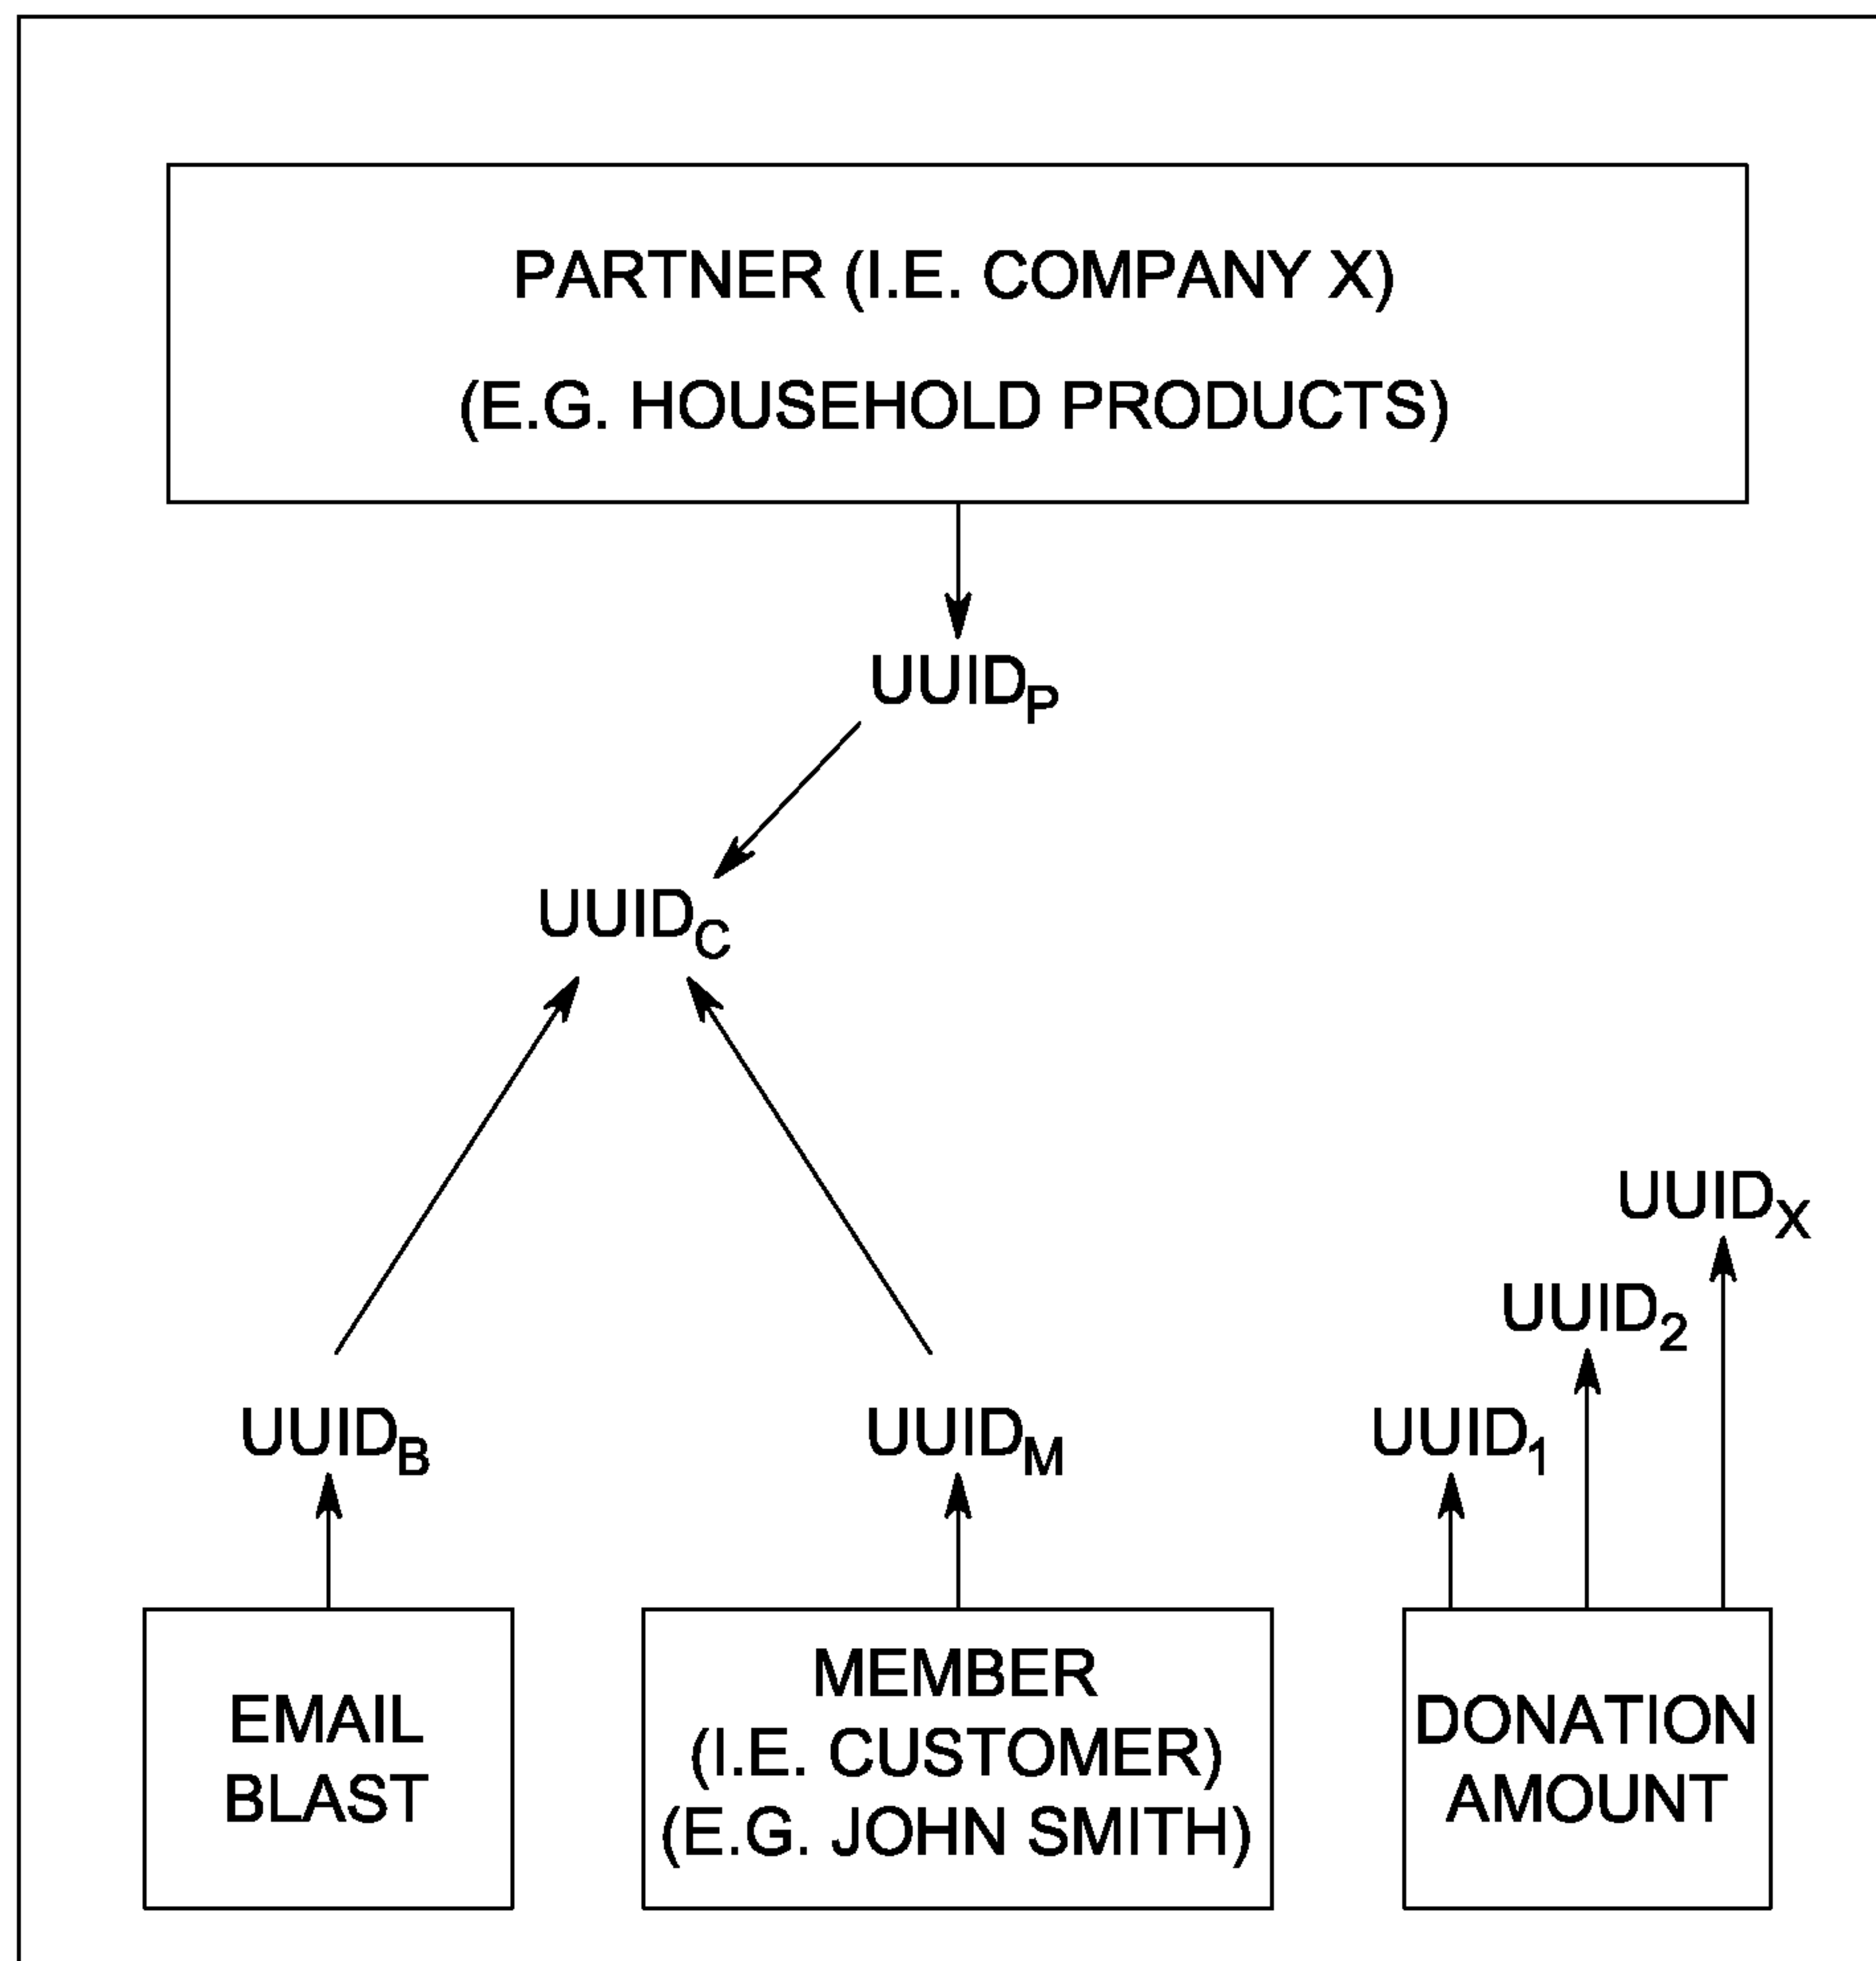 PARTNER (I.E. COMPANY X)
(E.G. HOUSEHOLD PRODUCTS)
UUIDP
UUIDC
UUIDX
UUID2
UUIDB
UUIDM
UUID1
EMAIL
BLAST
MEMBER
(I.E. CUSTOMER)
(E.G. JOHN SMITH)
DONATION
AMOUNT